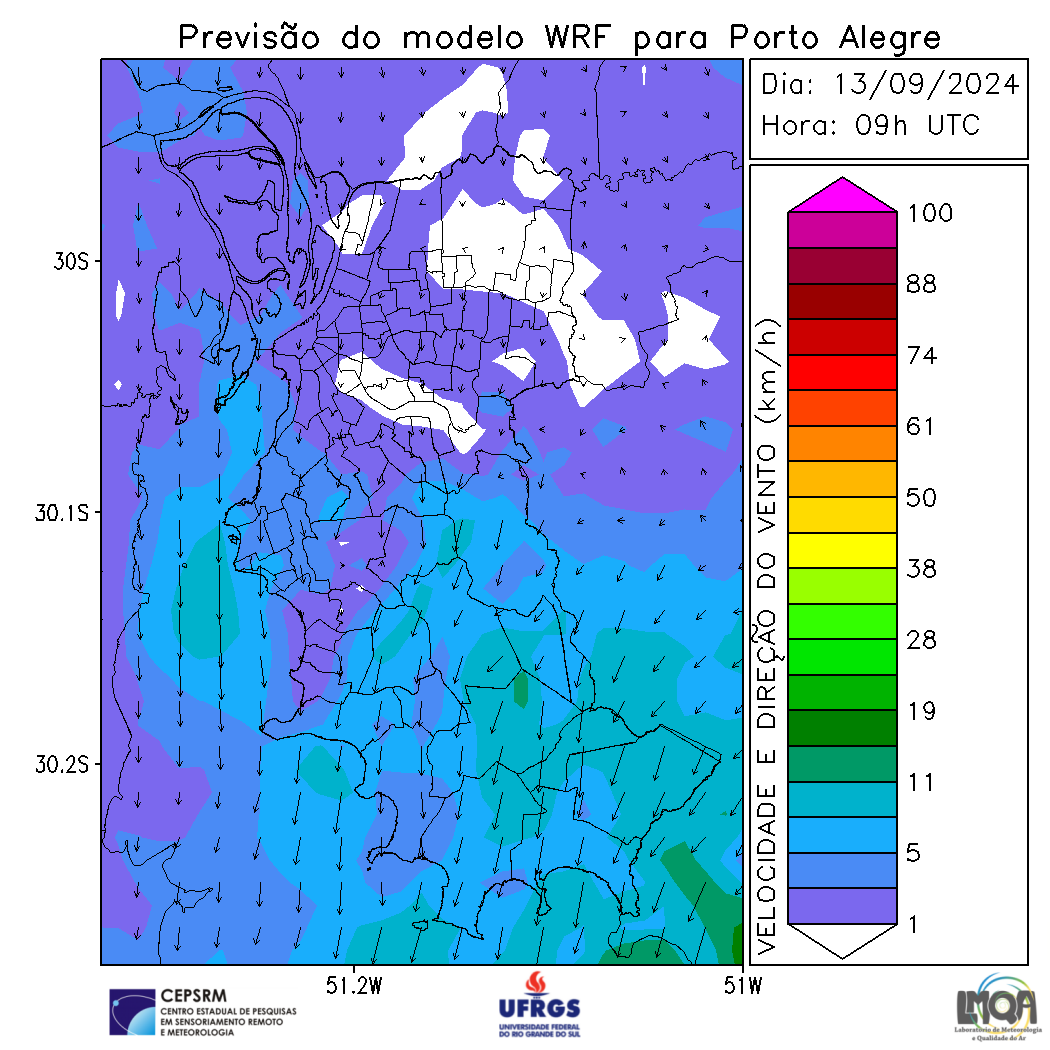 Previsão do modelo WRF para Porto Alegre
Dia: 13/09/2024
Hora: 09h UTC
30S
30.1S
30.2S
51.2W
51W
VELOCIDADE E DIREÇÃO DO VENTO (km/h)
100
88
74
61
50
38
28
19
11
5
1
CEPSRM
CENTRO ESTADUAL DE PESQUISAS
EM SENSORIAMENTO REMOTO
E METEOROLOGIA
UFRGS
UNIVERSIDADE FEDERAL
DO RIO GRANDE DO SUL
LMQA
Laboratório de Meteorologia
e Qualidade do Ar